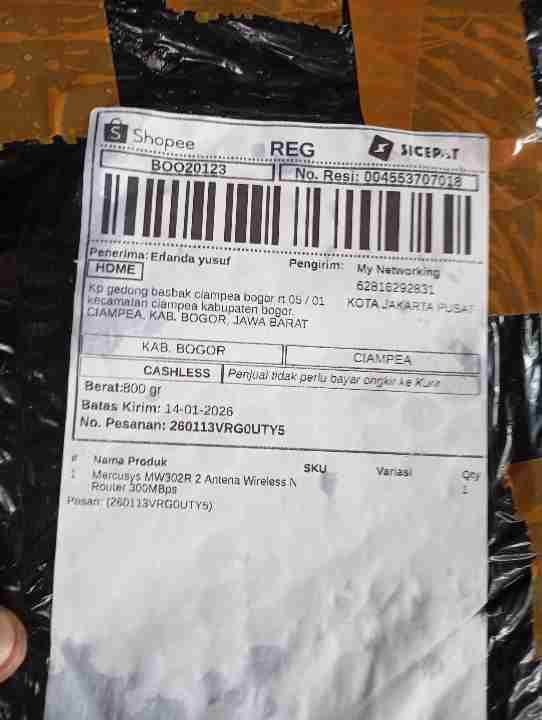 Shopee
REG
SICEPAT
BOO20123
No. Resi: 004553707018
Penerima: Erlanda yusuf
Pengirim: My Networking
HOME
62816292831
Kp gedong basbak ciampea bogor rt 05 / 01
KOTA JAKARTA PUSAT
kecamatan ciampea kabupaten bogor.
CIAMPEA, KAB. BOGOR, JAWA BARAT
KAB. BOGOR
CIAMPEA
CASHLESS
Penjual tidak perlu bayar ongkir ke Kurir
Berat:800 gr
Batas Kirim: 14-01-2026
No. Pesanan: 260113VRG0UTY5
# Nama Produk SKU Variasi Qty
1 Mercusys MW302R 2 Antena Wireless N 1
Router 300MBps
Pesan: (260113VRG0UTY5)